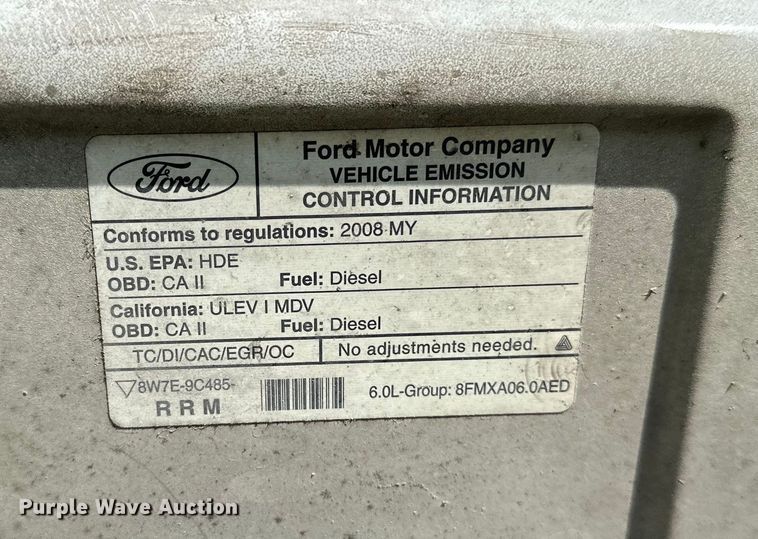 Ford
Ford Motor Company
VEHICLE EMISSION
CONTROL INFORMATION
Conforms to regulations: 2008 MY
U.S. EPA: HDE
OBD: CA II Fuel: Diesel
California: ULEV I MDV
OBD: CA II Fuel: Diesel
TC/DI/CAC/EGR/OC No adjustments needed.
8W7E-9C485-
R R M
6.0L-Group: 8FMXA06.0AED
Purple Wave Auction